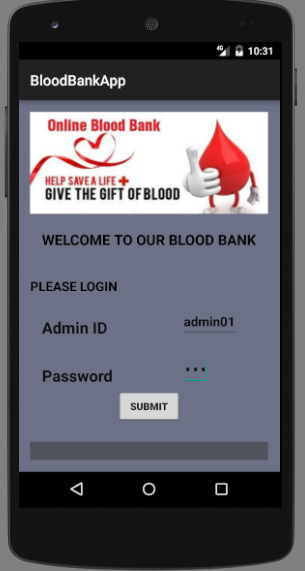 4G 10:31
BloodBankApp
Online Blood Bank
HELP SAVE A LIFE +
GIVE THE GIFT OF BLOOD
WELCOME TO OUR BLOOD BANK
PLEASE LOGIN
Admin ID admin01
Password •••
SUBMIT